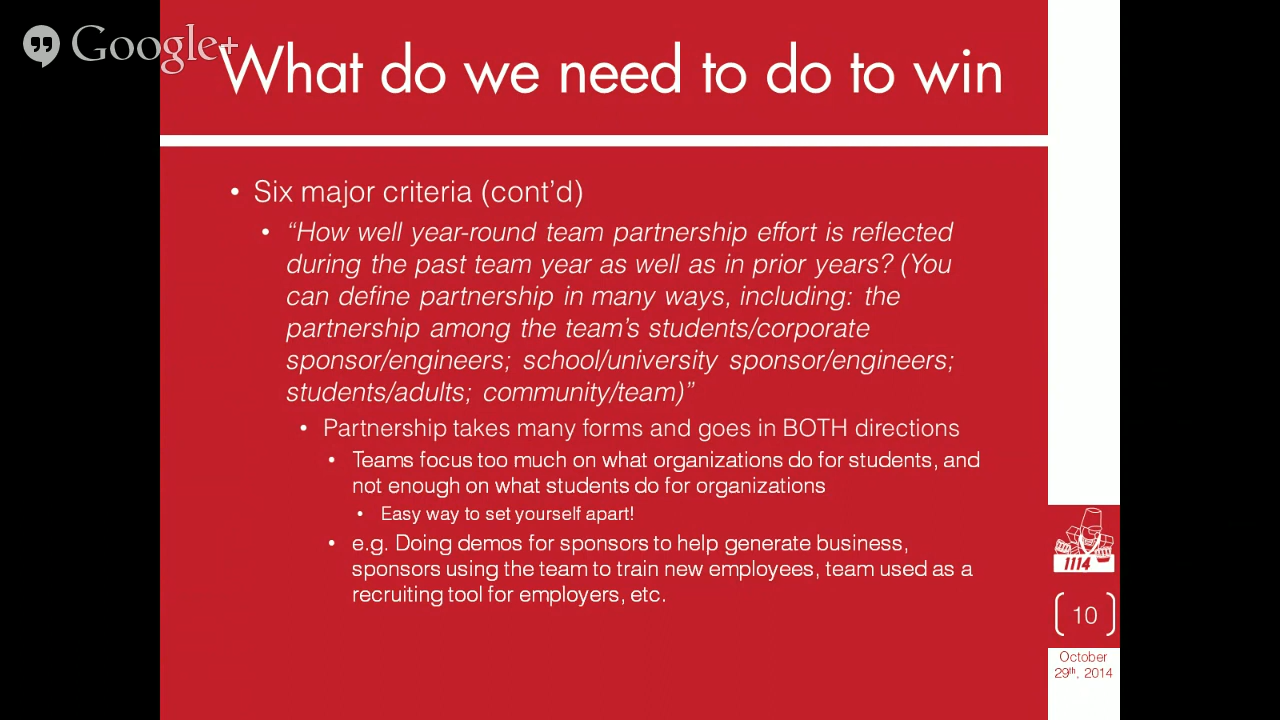 Google+
What do we need to do to win
• Six major criteria (cont'd)
• “How well year-round team partnership effort is reflected
during the past team year as well as in prior years? (You
can define partnership in many ways, including: the
partnership among the team’s students/corporate
sponsor/engineers; school/university sponsor/engineers;
students/adults; community/team)”
• Partnership takes many forms and goes in BOTH directions
• Teams focus too much on what organizations do for students, and
not enough on what students do for organizations
• Easy way to set yourself apart!
• e.g. Doing demos for sponsors to help generate business,
sponsors using the team to train new employees, team used as a
recruiting tool for employers, etc.
1114
10
October
29th, 2014